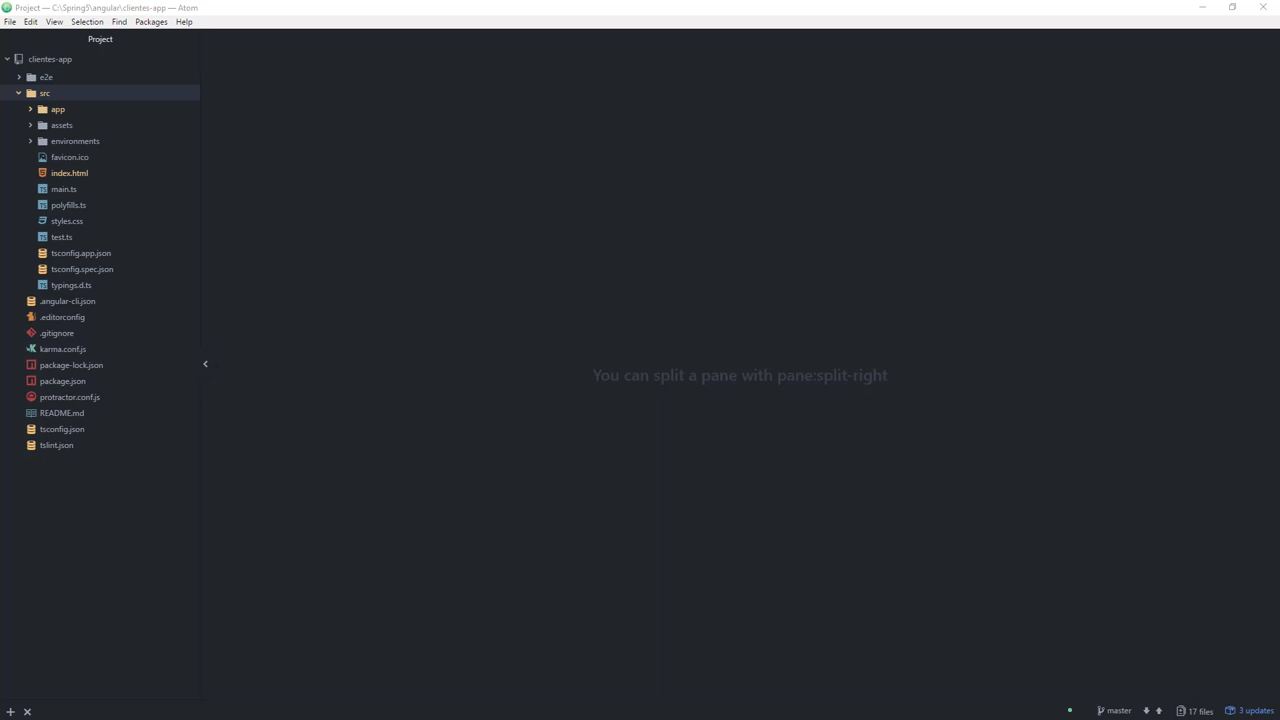 Project — C:\Spring5\angular\clientes-app — Atom
File Edit View Selection Find Packages Help
Project
clientes-app
e2e
src
app
assets
environments
favicon.ico
index.html
main.ts
polyfills.ts
styles.css
test.ts
tsconfig.app.json
tsconfig.spec.json
typings.d.ts
.angular-cli.json
.editorconfig
.gitignore
karma.conf.js
package-lock.json
package.json
protractor.conf.js
README.md
tsconfig.json
tslint.json
You can split a pane with pane:split-right
master 17 files 3 updates